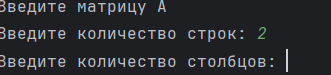 Введите матрицу А
Введите количество строк: 2
Введите количество столбцов: